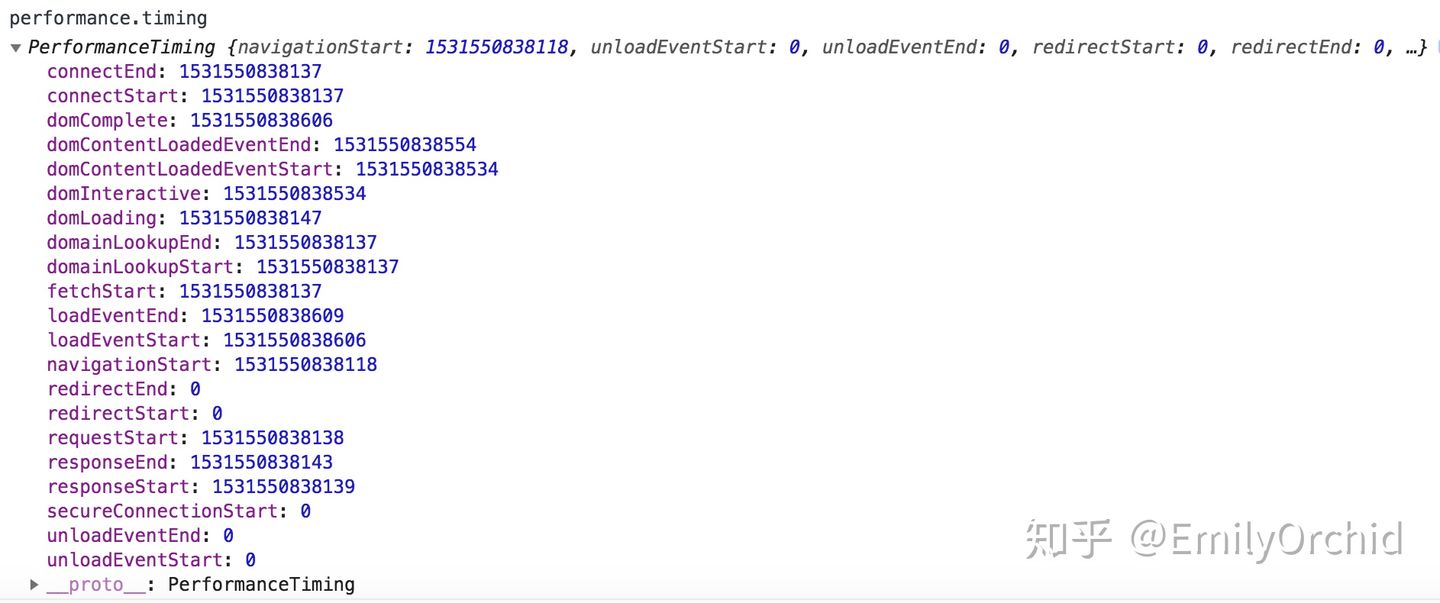 performance.timing
▼ PerformanceTiming {navigationStart: 1531550838118, unloadEventStart: 0, unloadEventEnd: 0, redirectStart: 0, redirectEnd: 0, …}
connectEnd: 1531550838137
connectStart: 1531550838137
domComplete: 1531550838606
domContentLoadedEventEnd: 1531550838554
domContentLoadedEventStart: 1531550838534
domInteractive: 1531550838534
domLoading: 1531550838147
domainLookupEnd: 1531550838137
domainLookupStart: 1531550838137
fetchStart: 1531550838137
loadEventEnd: 1531550838609
loadEventStart: 1531550838606
navigationStart: 1531550838118
redirectEnd: 0
redirectStart: 0
requestStart: 1531550838138
responseEnd: 1531550838143
responseStart: 1531550838139
secureConnectionStart: 0
unloadEventEnd: 0
unloadEventStart: 0
▶ __proto__: PerformanceTiming
知乎 @EmilyOrchid